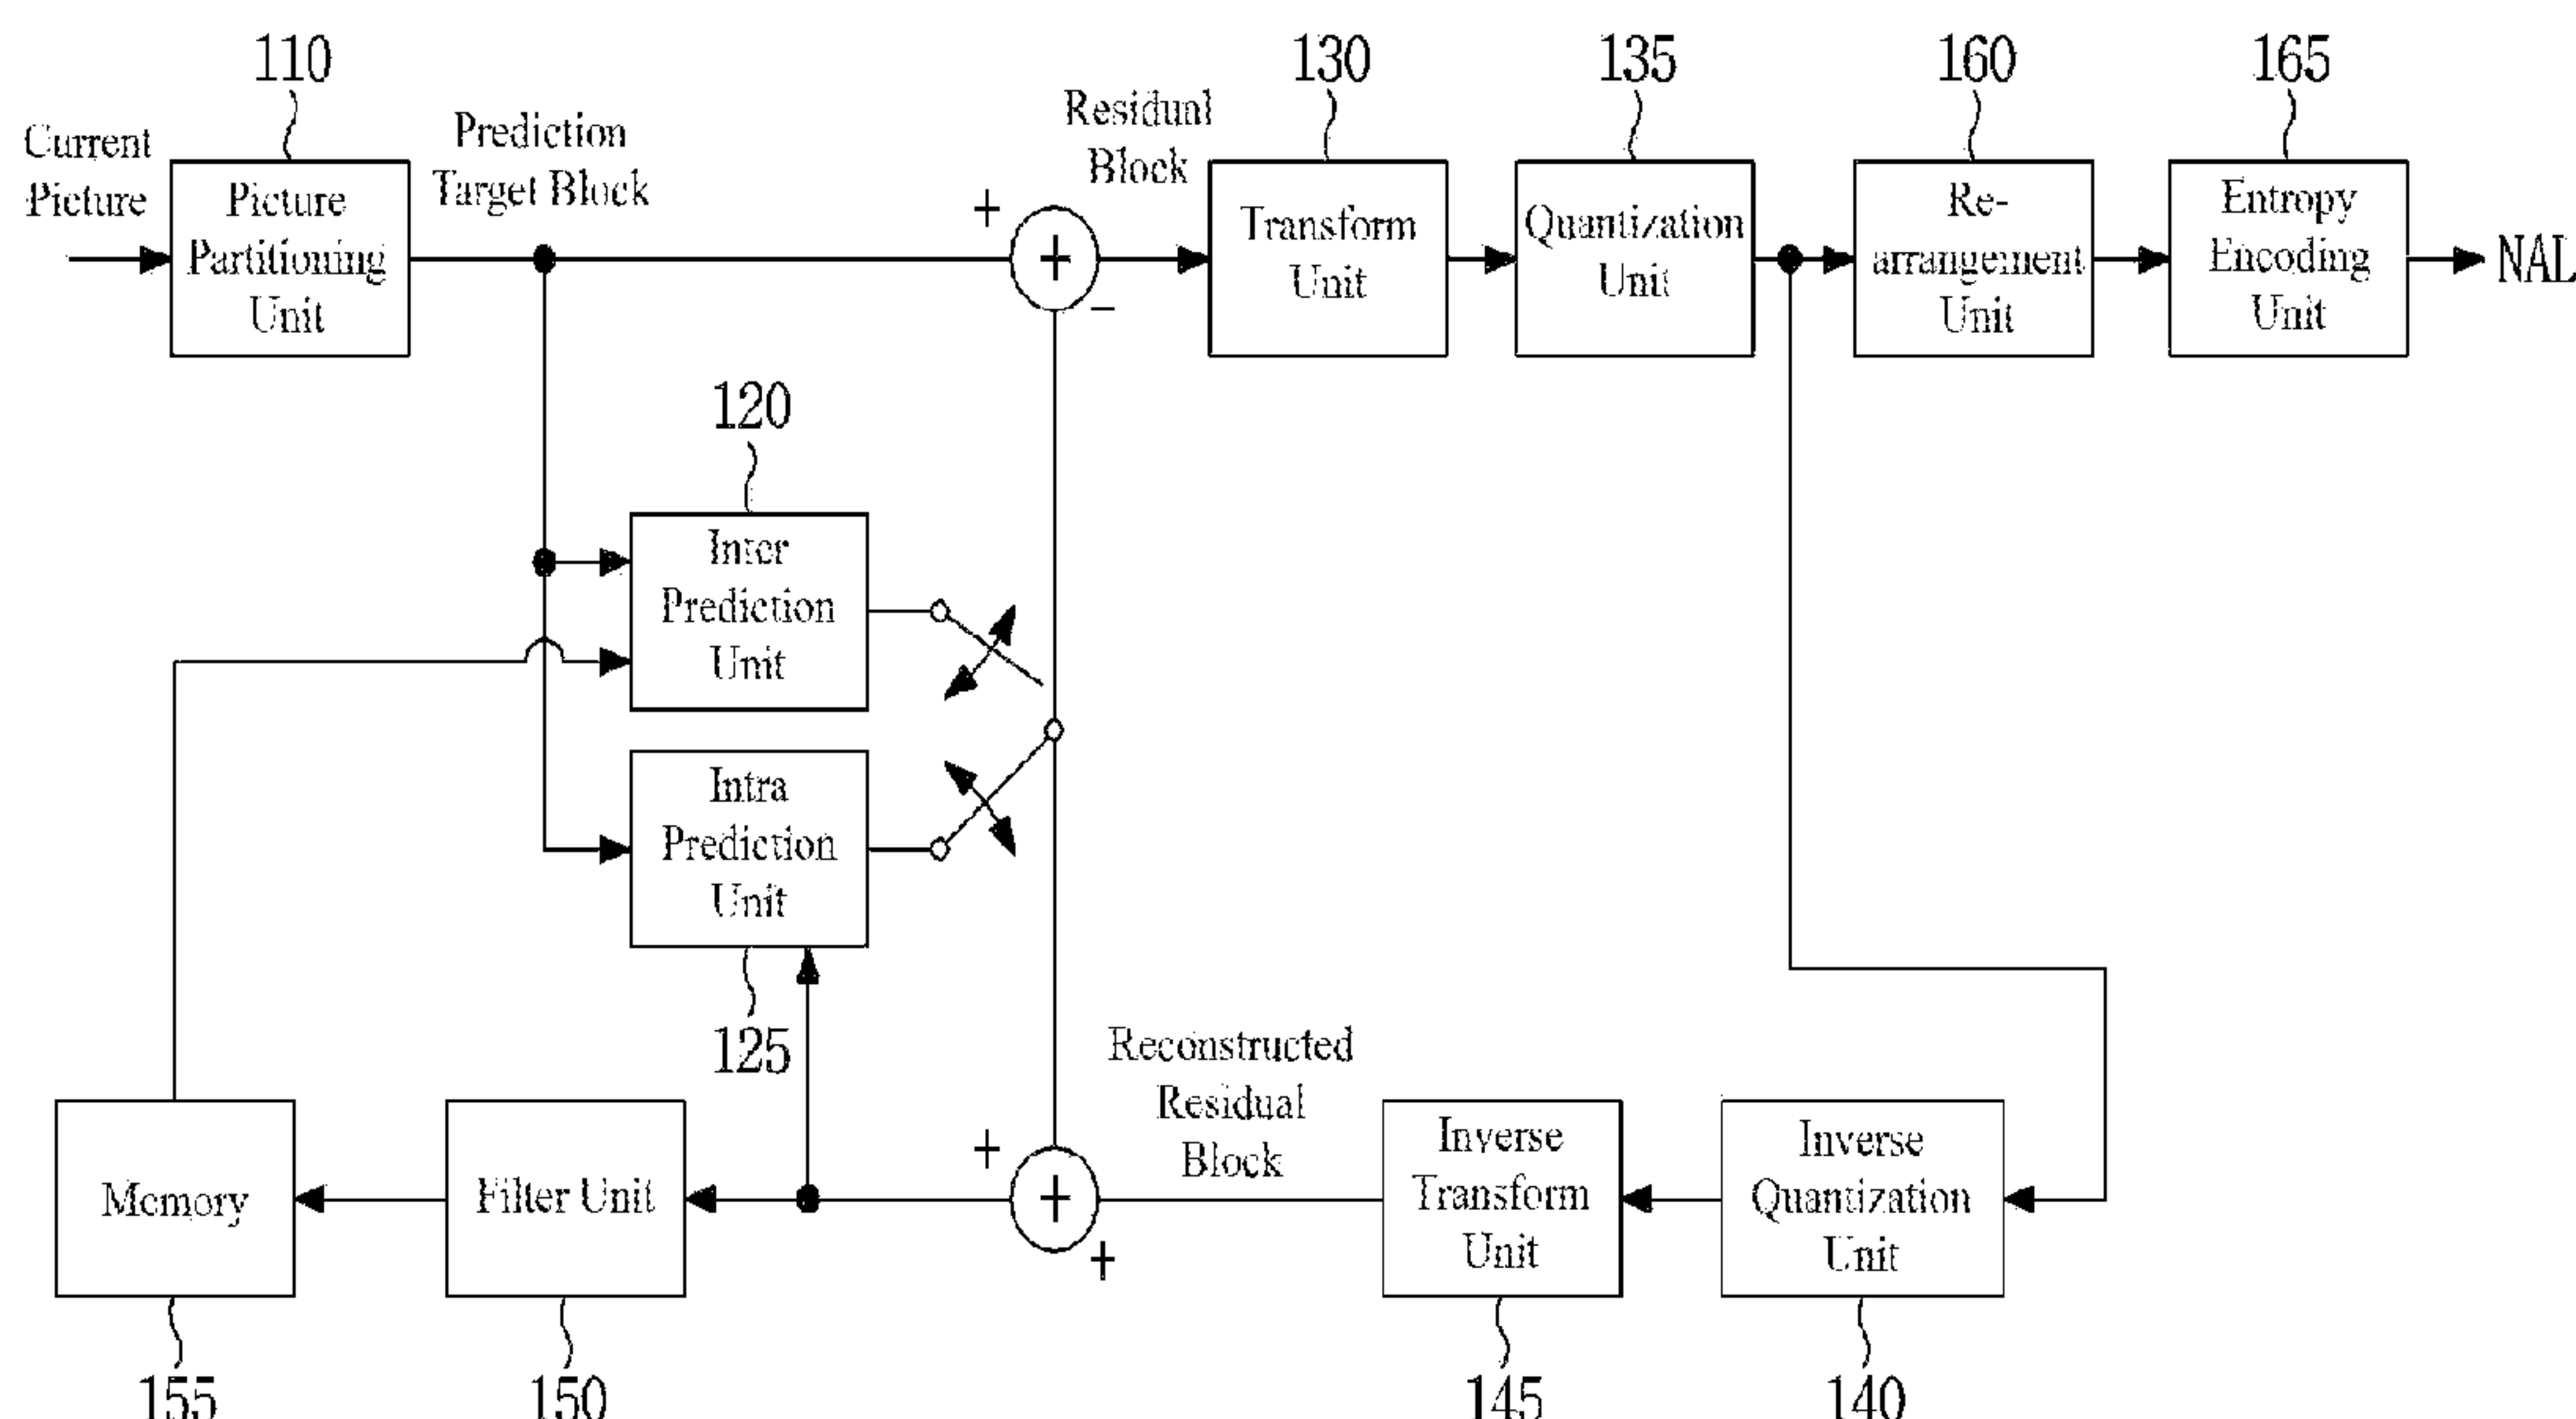 110
130
135
160
165
Current
Picture
Prediction
Target Block
Residual
Block
Picture
Partitioning
Unit
+
+
−
Transform
Unit
Quantization
Unit
Re-
arrangement
Unit
Entropy
Encoding
Unit
NAL
120
Inter
Prediction
Unit
Intra
Prediction
Unit
125
Reconstructed
Residual
Block
Memory
Filter Unit
+
+
+
Inverse
Transform
Unit
Inverse
Quantization
Unit
155
150
145
140